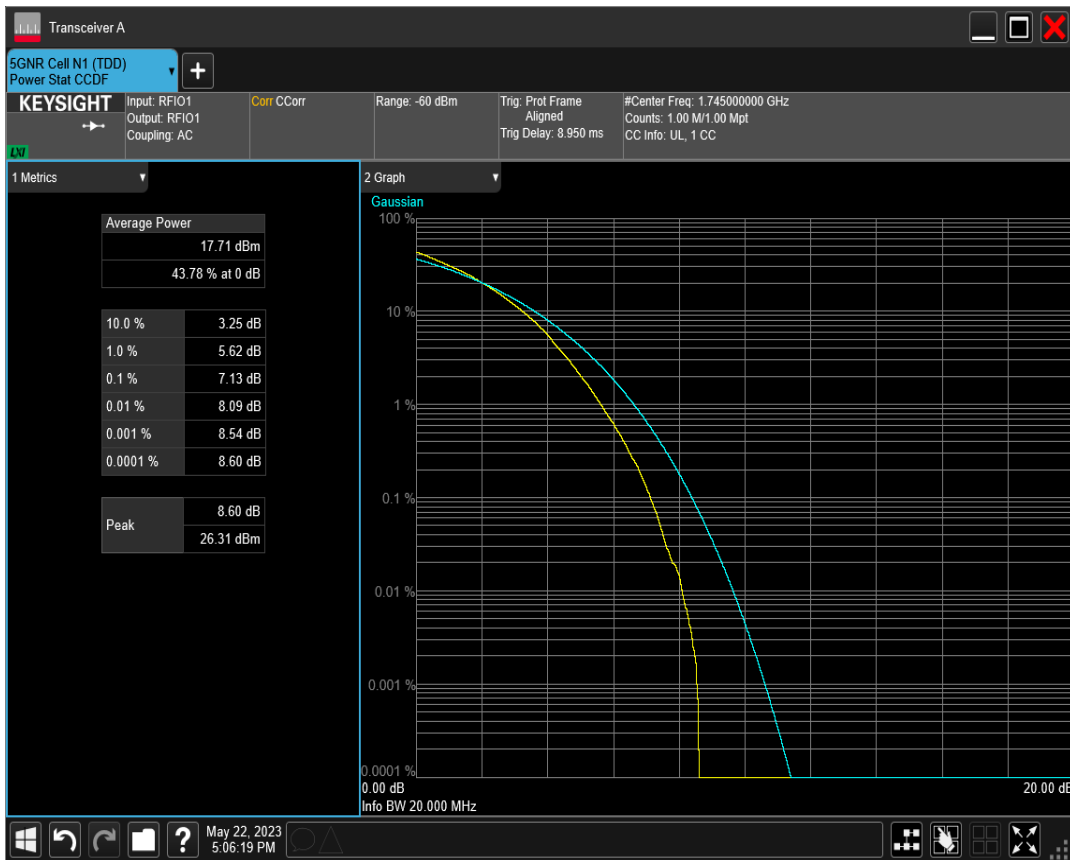 Transceiver A
5GNR Cell N1 (TDD)
Power Stat CCDF
KEYSIGHT
LXI
Input: RFIO1
Output: RFIO1
Coupling: AC
Corr CCorr
Range: -60 dBm
Trig: Prot Frame
Aligned
Trig Delay: 8.950 ms
#Center Freq: 1.745000000 GHz
Counts: 1.00 M/1.00 Mpt
CC Info: UL, 1 CC
1 Metrics
Average Power
17.71 dBm
43.78 % at 0 dB
10.0 % 3.25 dB
1.0 % 5.62 dB
0.1 % 7.13 dB
0.01 % 8.09 dB
0.001 % 8.54 dB
0.0001 % 8.60 dB
Peak
8.60 dB
26.31 dBm
2 Graph
Gaussian
100 %
10 %
1 %
0.1 %
0.01 %
0.001 %
0.0001 %
0.00 dB
20.00 dB
Info BW 20.000 MHz
?
May 22, 2023
5:06:19 PM